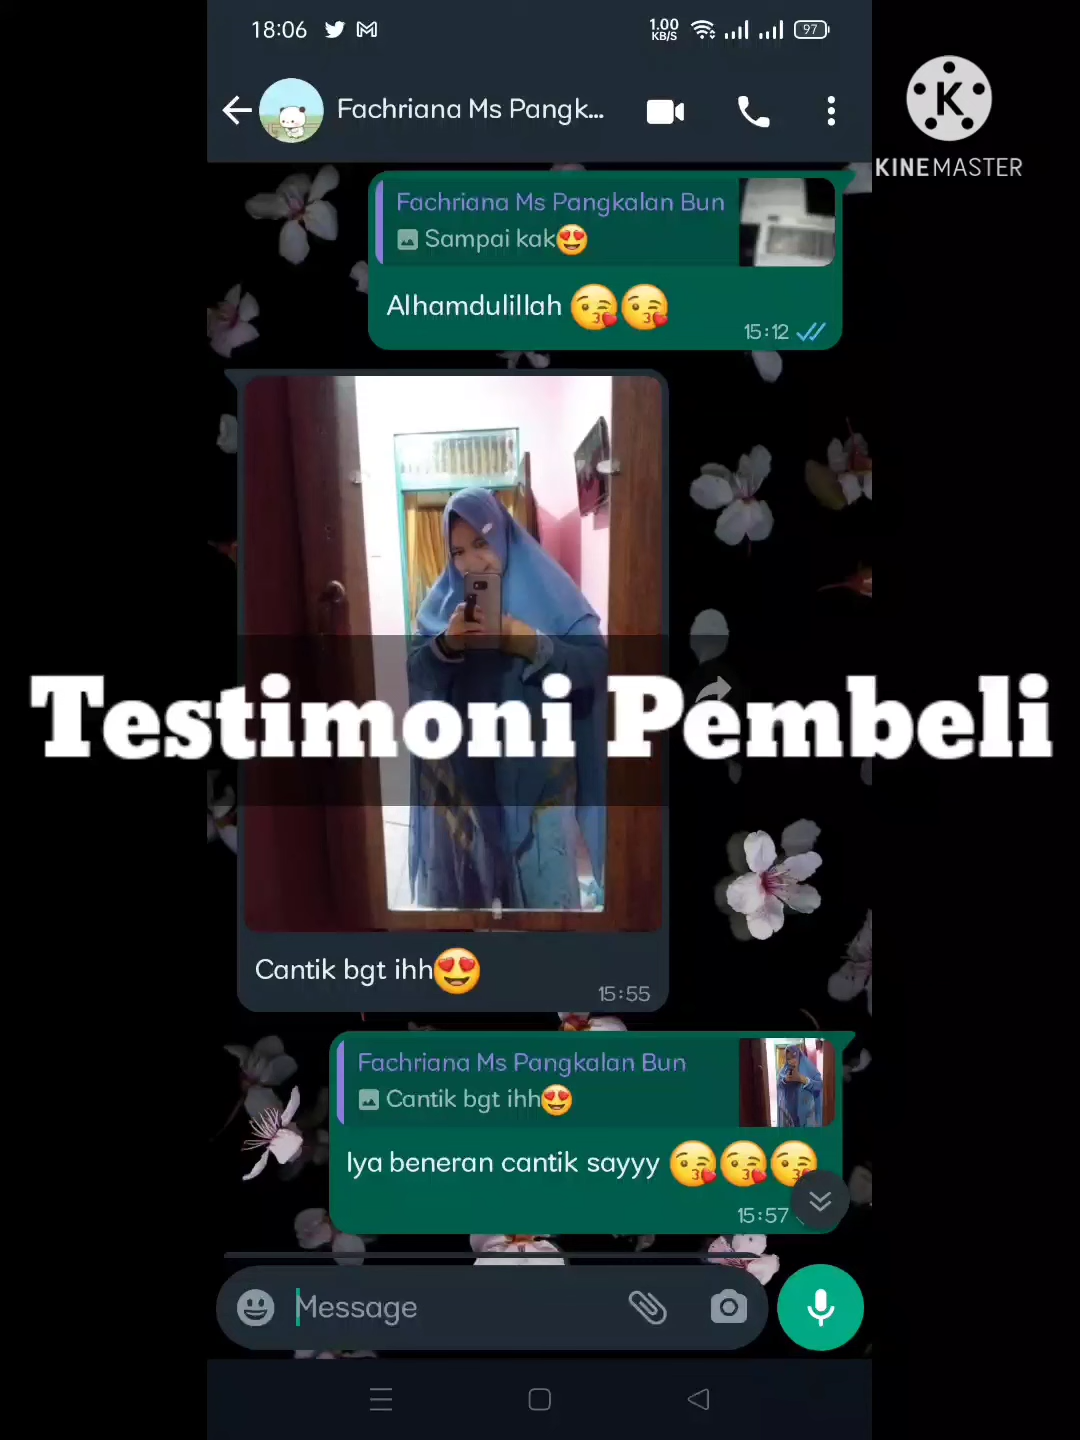 18:06
1.00
KB/S
97
Fachriana Ms Pangk...
K
KINEMASTER
Fachriana Ms Pangkalan Bun
Sampai kak😍
Alhamdulillah 😘😘
15:12
Testimoni Pembeli
Cantik bgt ihh😍
15:55
Fachriana Ms Pangkalan Bun
Cantik bgt ihh😍
Iya beneran cantik sayyy 😘😘😘
15:57
Message